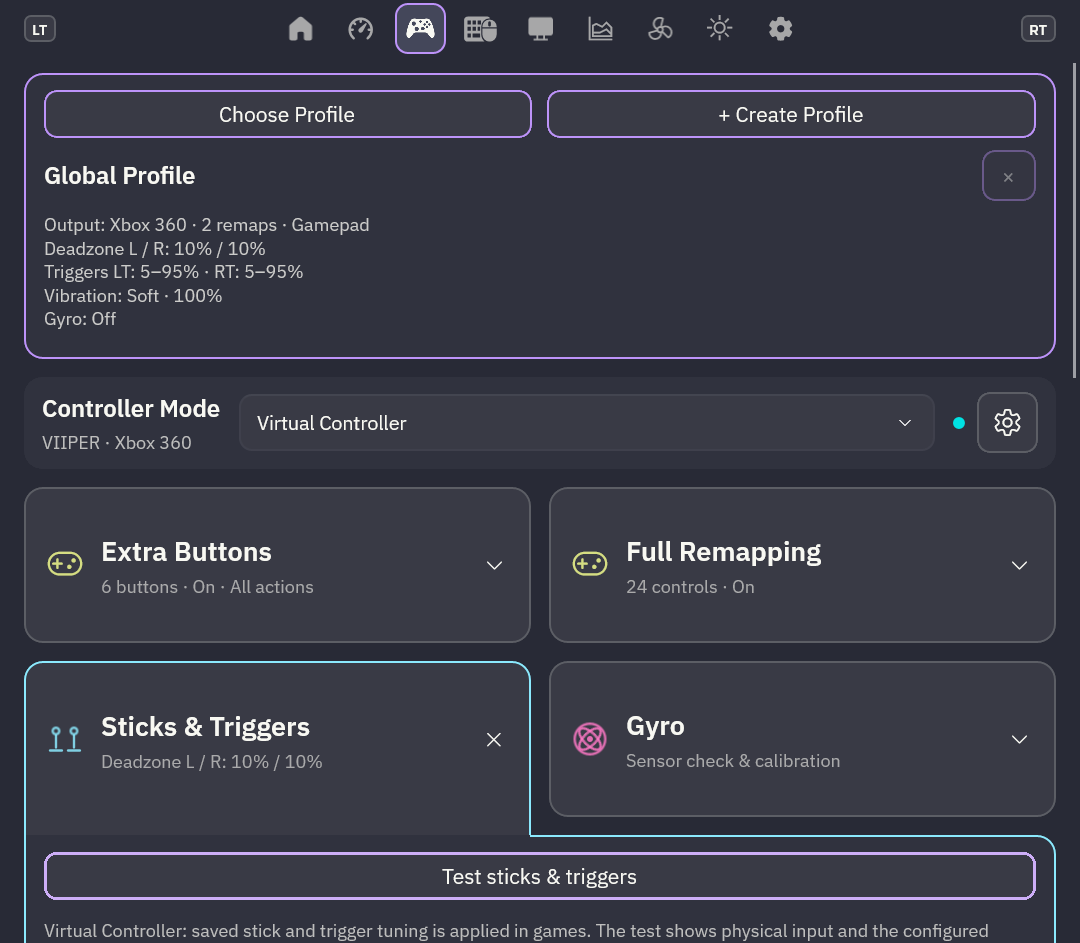 LT
RT
Choose Profile
+ Create Profile
Global Profile
×
Output: Xbox 360 · 2 remaps · Gamepad
Deadzone L / R: 10% / 10%
Triggers LT: 5–95% · RT: 5–95%
Vibration: Soft · 100%
Gyro: Off
Controller Mode
VIIPER · Xbox 360
Virtual Controller
Extra Buttons
6 buttons · On · All actions
Full Remapping
24 controls · On
Sticks & Triggers
Deadzone L / R: 10% / 10%
Gyro
Sensor check & calibration
Test sticks & triggers
Virtual Controller: saved stick and trigger tuning is applied in games. The test shows physical input and the configured